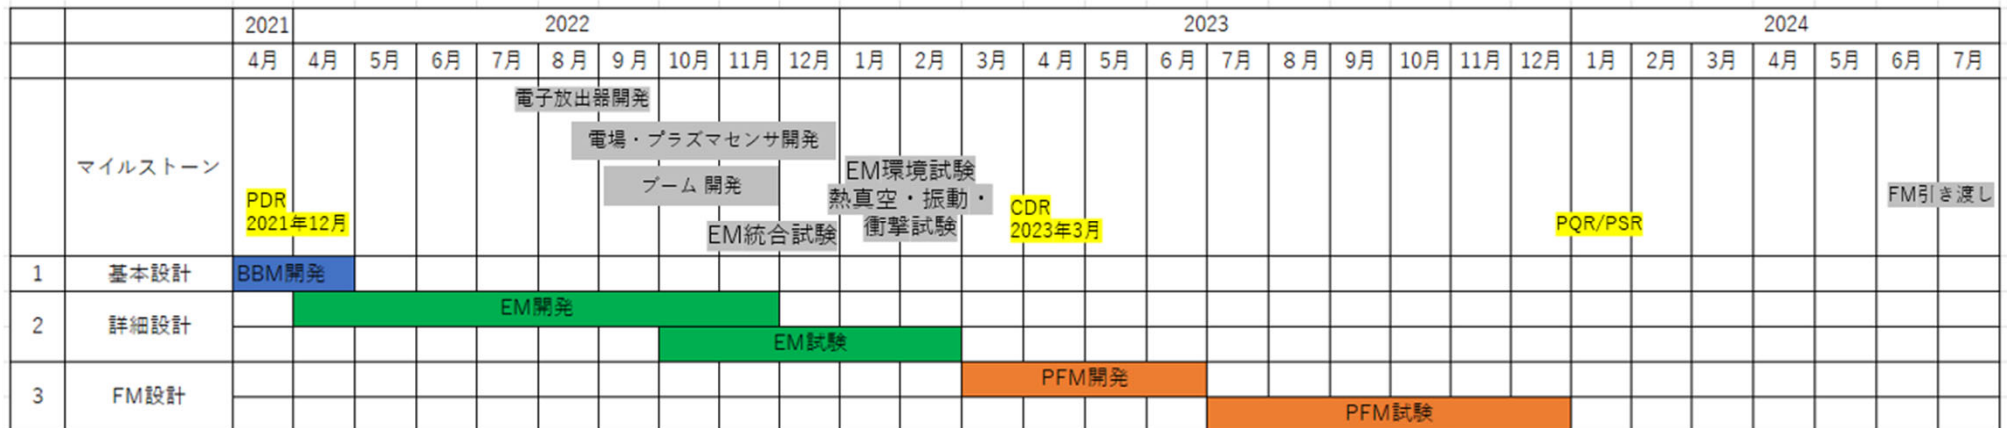 2021 2022 2023 2024
4月 4月 5月 6月 7月 8月 9月 10月 11月 12月 1月 2月 3月 4月 5月 6月 7月 8月 9月 10月 11月 12月 1月 2月 3月 4月 5月 6月 7月
マイルストーン
電子放出器開発
電場・プラズマセンサ開発
ブーム 開発
EM統合試験
PDR
2021年12月
EM環境試験
熱真空・振動・
衝撃試験
CDR
2023年3月
PQR/PSR
FM引き渡し
1 基本設計 BBM開発
2 詳細設計 EM開発
EM試験
3 FM設計 PFM開発
PFM試験